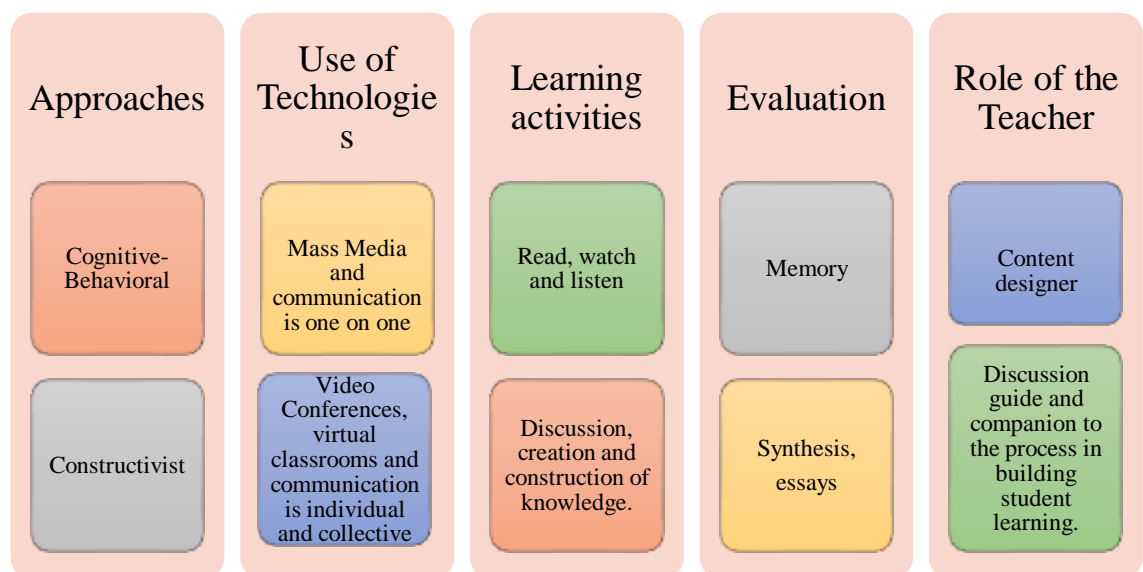 Approaches
Cognitive-
Behavioral
Constructivist
Use of
Technologie
s
Mass Media
and
communication
is one on one
Video
Conferences,
virtual
classrooms and
communication
is individual
and collective
Learning
activities
Read, watch
and listen
Discussion,
creation and
construction of
knowledge.
Evaluation
Memory
Synthesis,
essays
Role of the
Teacher
Content
designer
Discussion
guide and
companion to
the process in
building
student
learning.